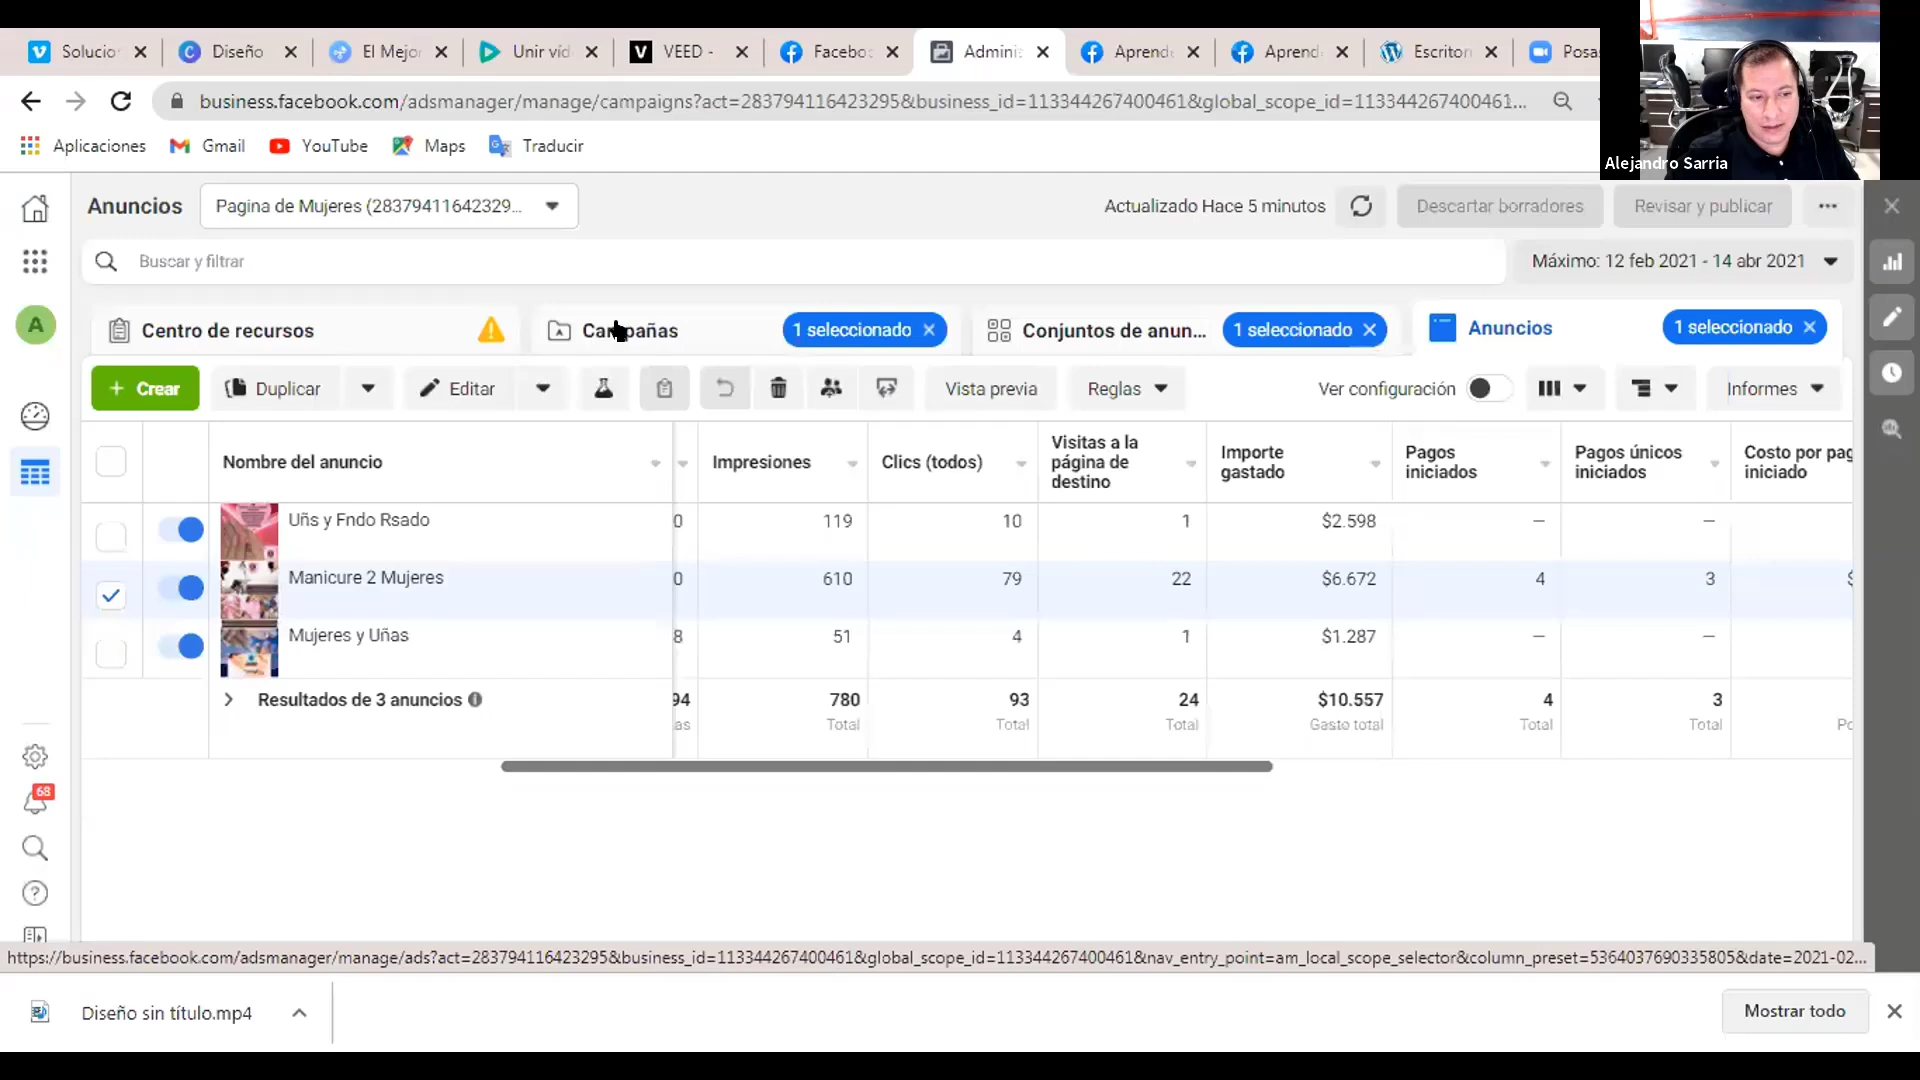 Solucio
Diseño
El Mejo
Unir víd
VEED -
Faceboo
Adminis
Aprende
Aprend
Escritor
Posa
business.facebook.com/adsmanager/manage/campaigns?act=283794116423295&business_id=113344267400461&global_scope_id=113344267400461...
Aplicaciones
Gmail
YouTube
Maps
Traducir
Alejandro Sarria
Anuncios
Pagina de Mujeres (28379411642329...
Actualizado Hace 5 minutos
Descartar borradores
Revisar y publicar
Buscar y filtrar
Máximo: 12 feb 2021 - 14 abr 2021
A
Centro de recursos
Campañas
1 seleccionado
Conjuntos de anun...
1 seleccionado
Anuncios
1 seleccionado
+ Crear
Duplicar
Editar
Vista previa
Reglas
Ver configuración
Informes
Nombre del anuncio
Impresiones
Clics (todos)
Visitas a la
página de
destino
Importe
gastado
Pagos
iniciados
Pagos únicos
iniciados
Costo por pag
iniciado
Uñs y Fndo Rsado
0
119
10
1
$2.598
—
—
Manicure 2 Mujeres
0
610
79
22
$6.672
4
3
$
Mujeres y Uñas
8
51
4
1
$1.287
—
—
Resultados de 3 anuncios
94
780
93
24
$10.557
4
3
as
Total
Total
Total
Gasto total
Total
Total
Po
68
https://business.facebook.com/adsmanager/manage/ads?act=283794116423295&business_id=113344267400461&global_scope_id=113344267400461&nav_entry_point=am_local_scope_selector&column_preset=5364037690335805&date=2021-02...
Diseño sin título.mp4
Mostrar todo